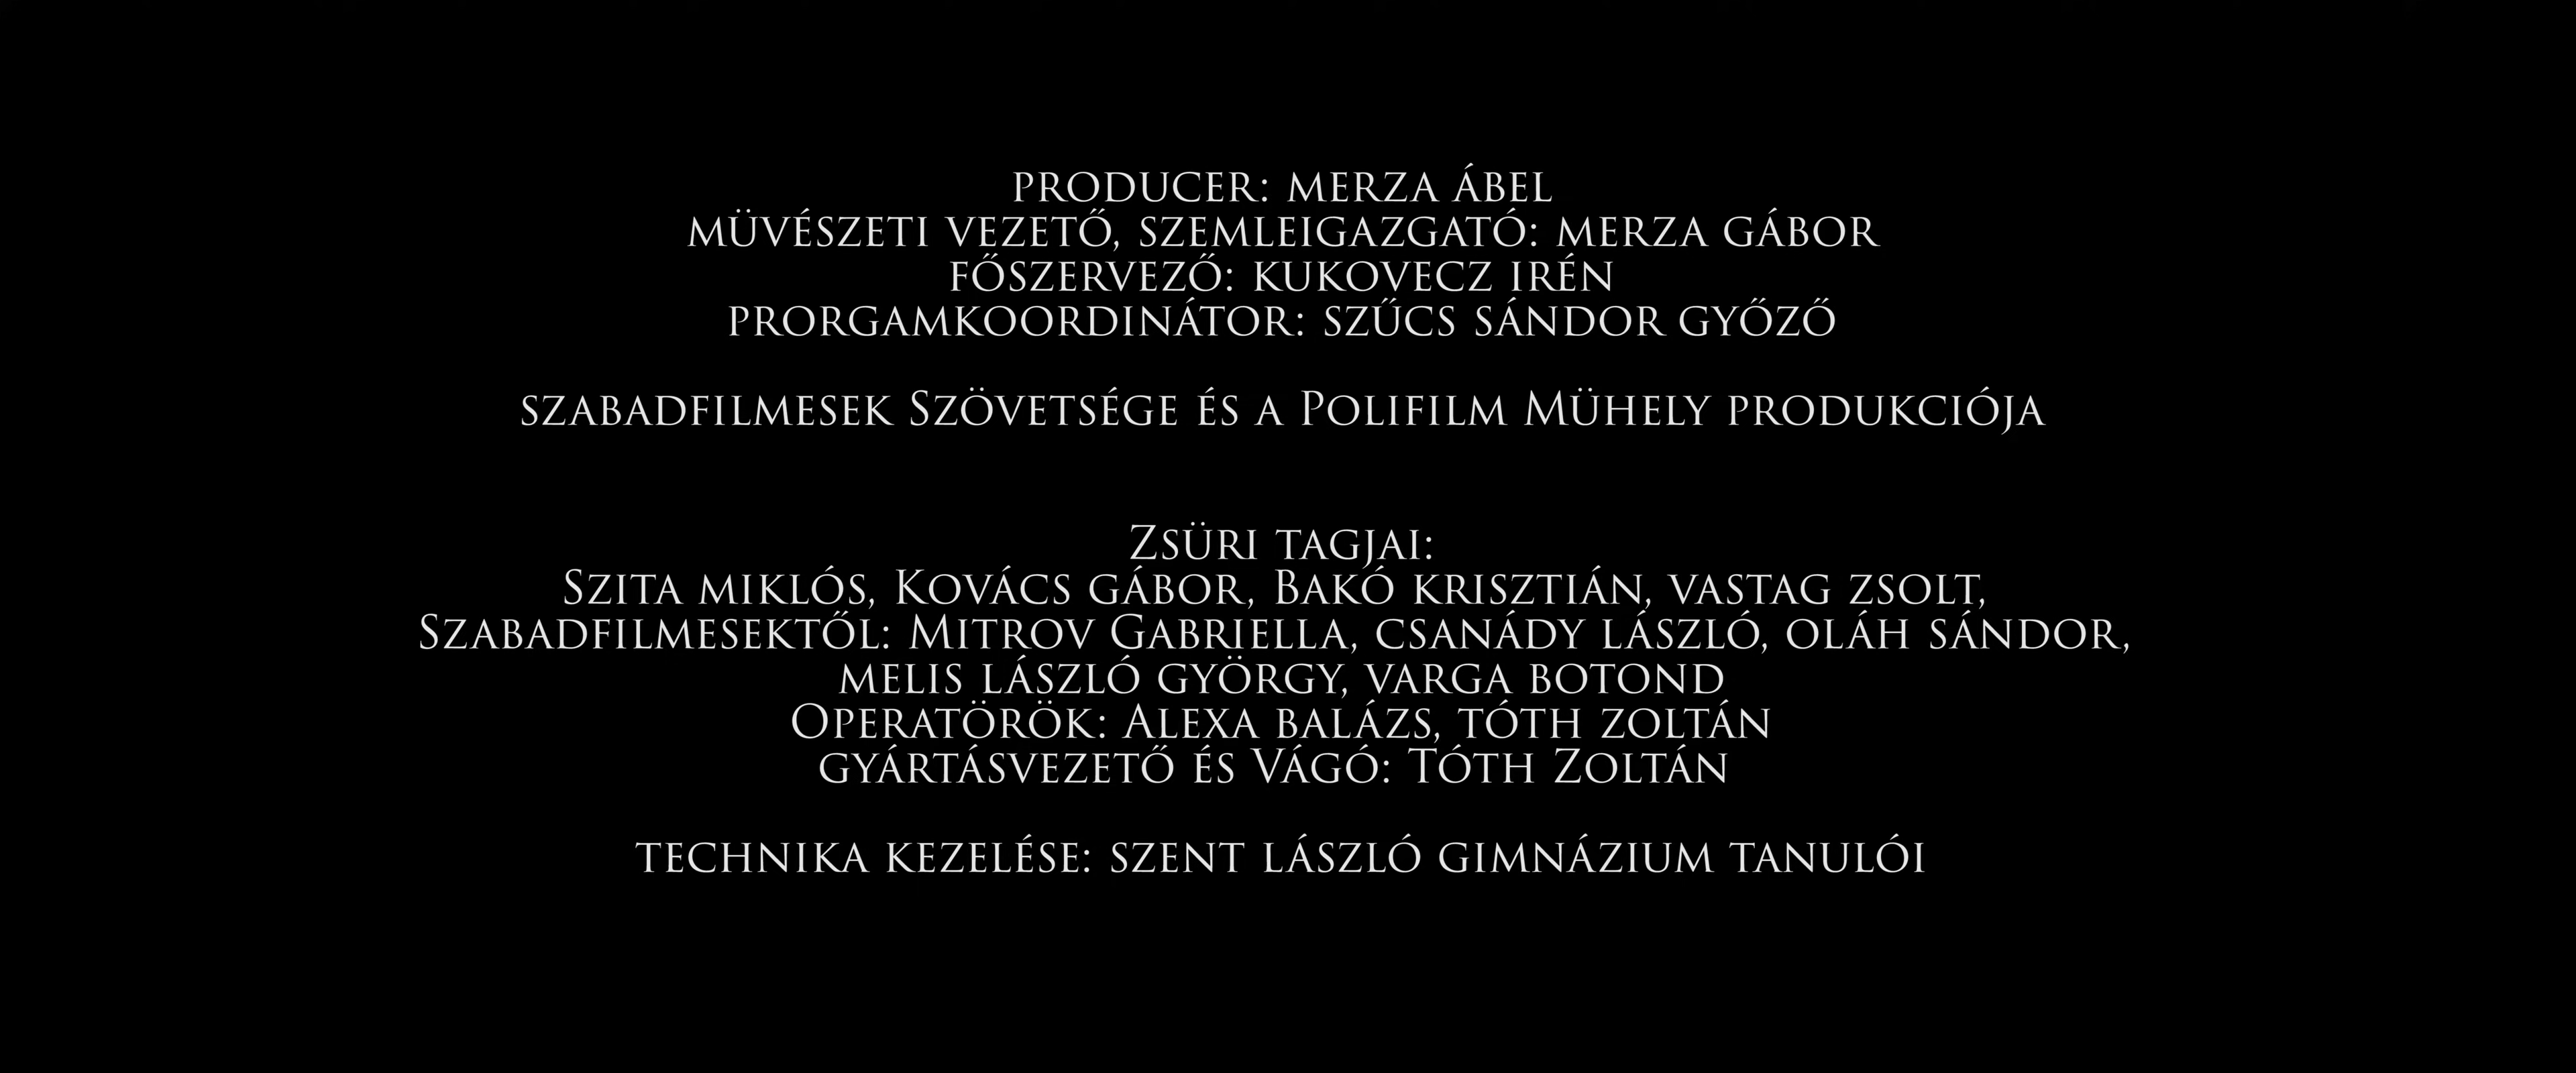 PRODUCER: MERZA ÁBEL
MÜVÉSZETI VEZETŐ, SZEMLEIGAZGATÓ: MERZA GÁBOR
FŐSZERVEZŐ: KUKOVECZ IRÉN
PRORGAMKOORDINÁTOR: SZŰCS SÁNDOR GYŐZŐ
SZABADFILMESEK SZÖVETSÉGE ÉS A POLIFILM MÜHELY PRODUKCIÓJA
ZSÜRI TAGJAI:
SZITA MIKLÓS, KOVÁCS GÁBOR, BAKÓ KRISZTIÁN, VASTAG ZSOLT,
SZABADFILMESEKTŐL: MITROV GABRIELLA, CSANÁDY LÁSZLÓ, OLÁH SÁNDOR,
MELIS LÁSZLÓ GYÖRGY, VARGA BOTOND
OPERATÖRÖK: ALEXA BALÁZS, TÓTH ZOLTÁN
GYÁRTÁSVEZETŐ ÉS VÁGÓ: TÓTH ZOLTÁN
TECHNIKA KEZELÉSE: SZENT LÁSZLÓ GIMNÁZIUM TANULÓI